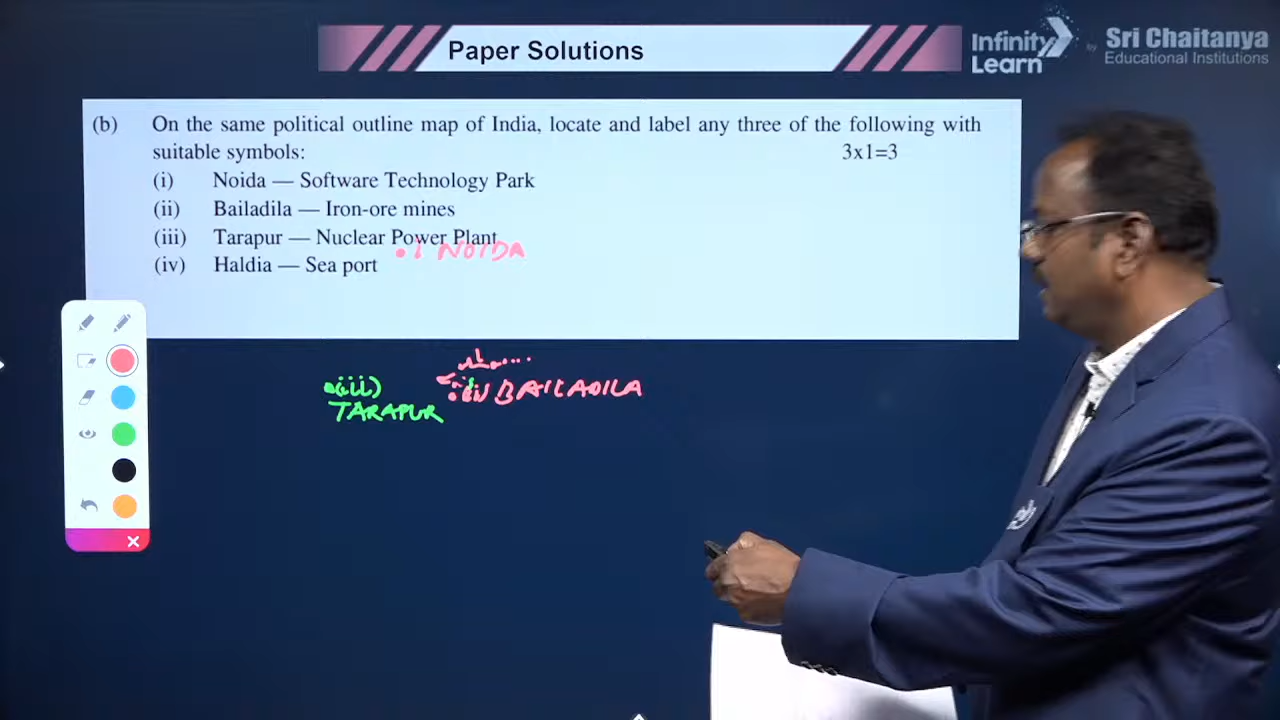 Paper Solutions
Infinity Learn
by Sri Chaitanya
Educational Institutions
(b) On the same political outline map of India, locate and label any three of the following with
suitable symbols: 3x1=3
(i) Noida — Software Technology Park
(ii) Bailadila — Iron-ore mines
(iii) Tarapur — Nuclear Power Plant
i NOIDA
(iv) Haldia — Sea port
(iii)
TARAPUR
ii BAILADILA